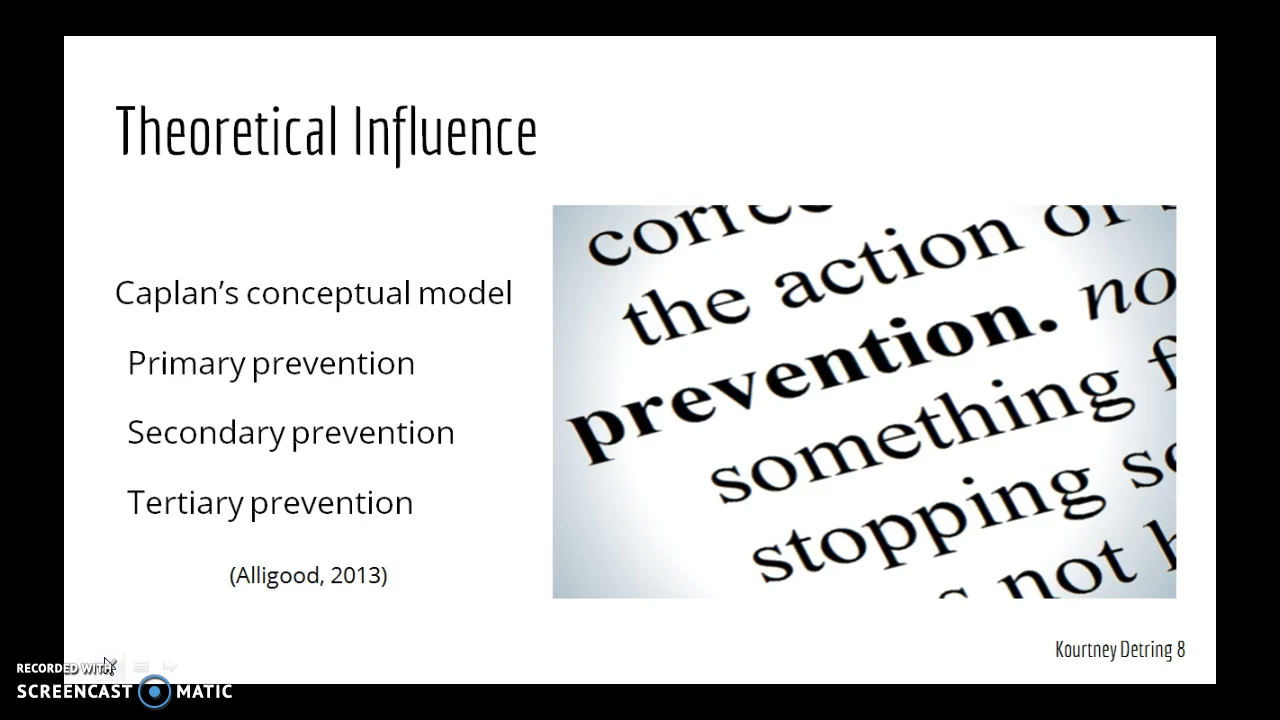 Theoretical Influence
Caplan's conceptual model
Primary prevention
Secondary prevention
Tertiary prevention
(Alligood, 2013)
the action of
prevention.
something
stopping
not
Kourtney Detring 8
RECORDED WITH
SCREENCAST MATIC